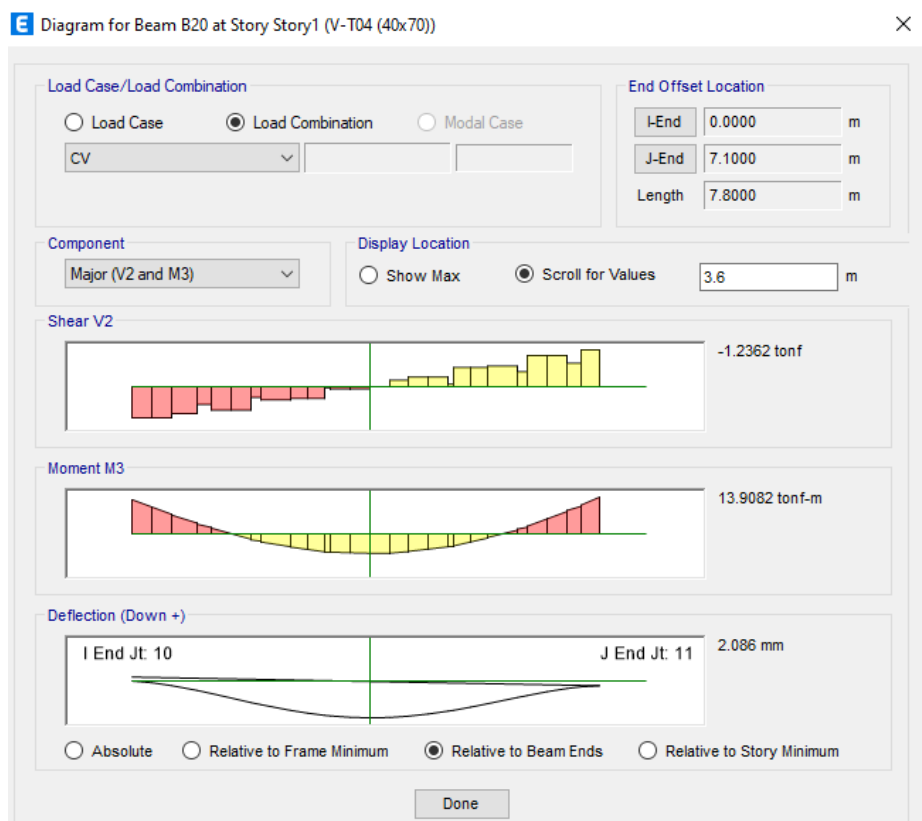 E Diagram for Beam B20 at Story Story1 (V-T04 (40x70))
Load Case/Load Combination
Load Case Load Combination Modal Case
CV
End Offset Location
I-End 0.0000 m
J-End 7.1000 m
Length 7.8000 m
Component
Major (V2 and M3)
Display Location
Show Max Scroll for Values 3.6 m
Shear V2
-1.2362 tonf
Moment M3
13.9082 tonf-m
Deflection (Down +)
I End Jt: 10 J End Jt: 11 2.086 mm
Absolute Relative to Frame Minimum Relative to Beam Ends Relative to Story Minimum
Done